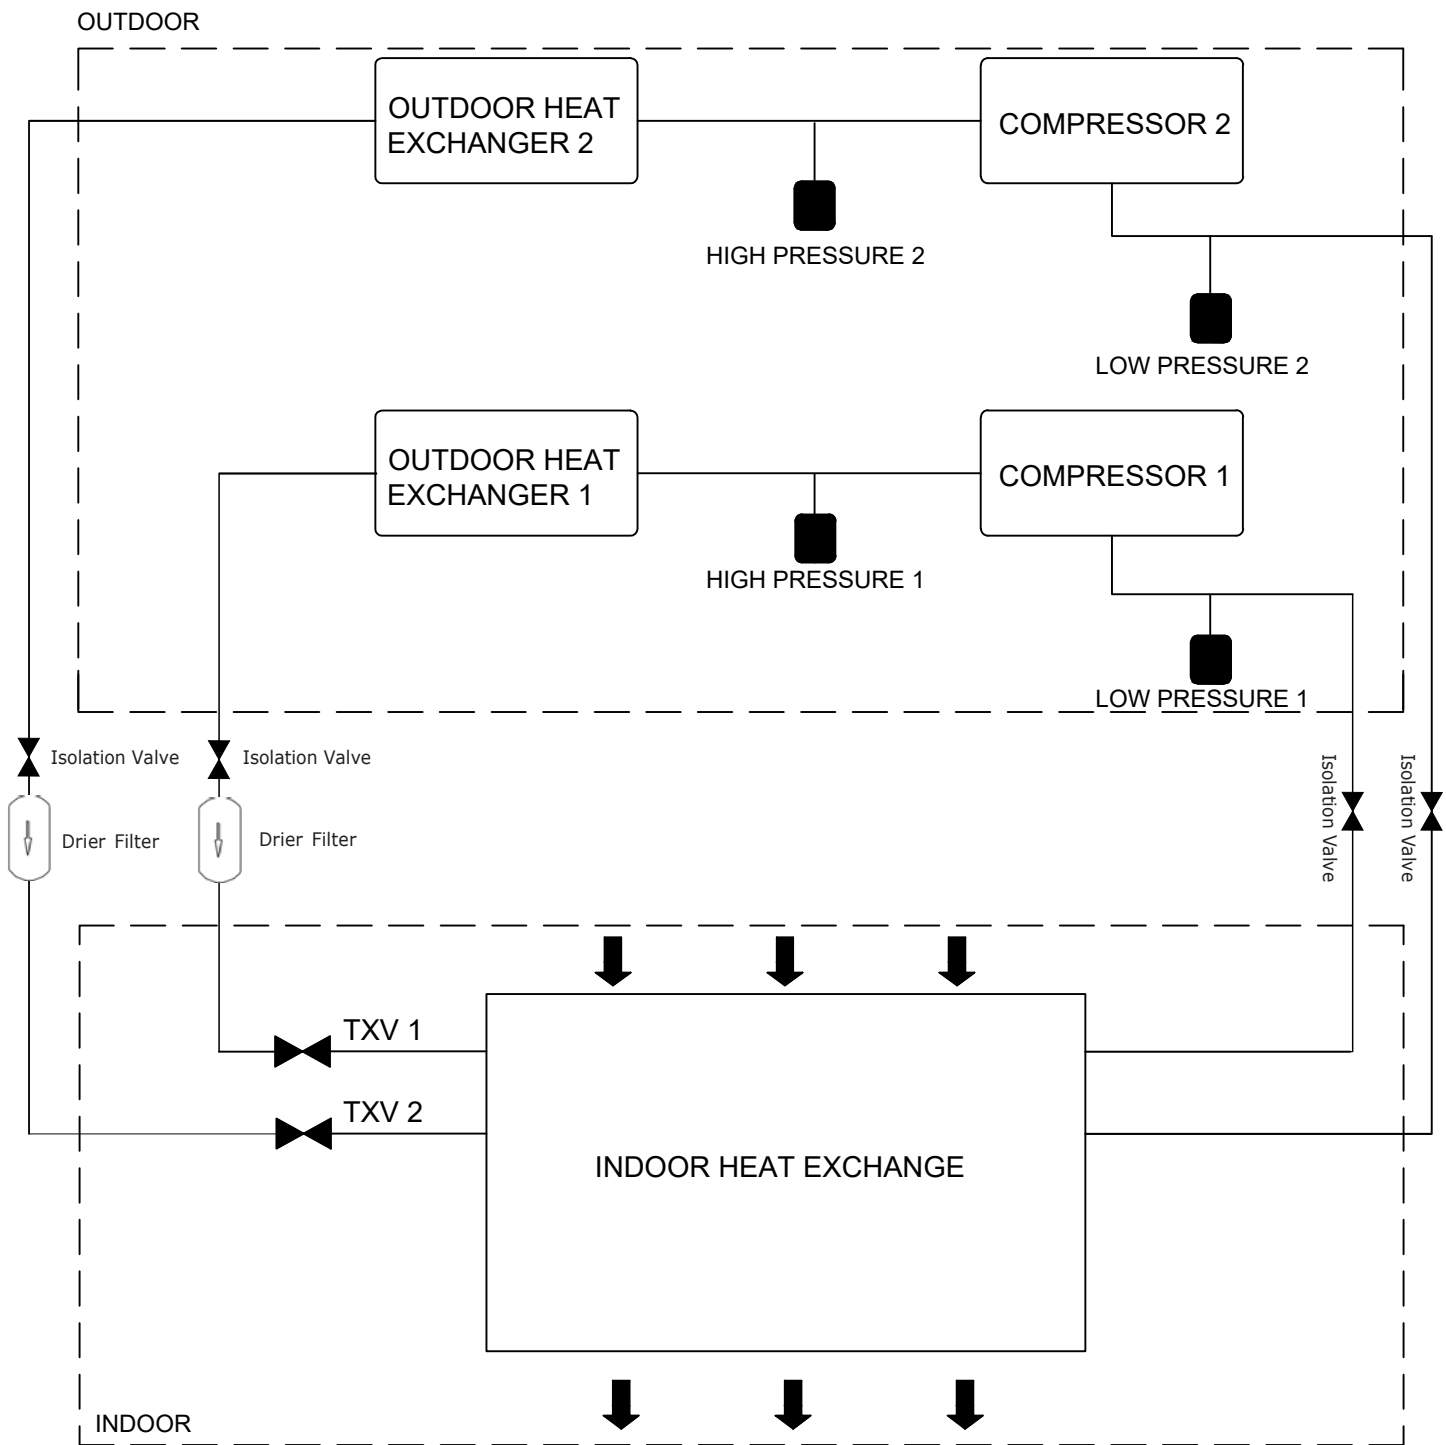 OUTDOOR
OUTDOOR HEAT
EXCHANGER 2
COMPRESSOR 2
HIGH PRESSURE 2
LOW PRESSURE 2
OUTDOOR HEAT
EXCHANGER 1
COMPRESSOR 1
HIGH PRESSURE 1
LOW PRESSURE 1
Isolation Valve
Isolation Valve
Isolation Valve
Isolation Valve
Drier Filter
Drier Filter
TXV 1
TXV 2
INDOOR HEAT EXCHANGE
INDOOR